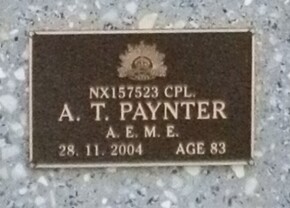 NX157523 CPL.
A. T. PAYNTER
A. E. M. E.
28. 11. 2004 AGE 83